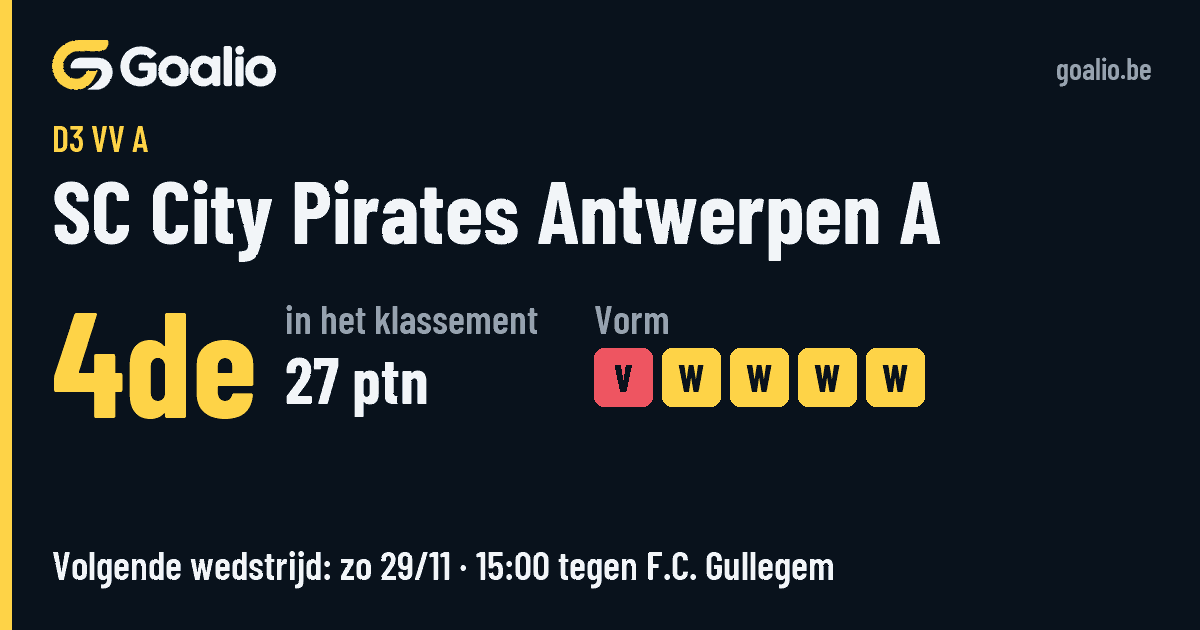 Goalio
goalio.be
D3 VV A
SC City Pirates Antwerpen A
4de
in het klassement
27 ptn
Vorm
V W W W W
Volgende wedstrijd: zo 29/11 · 15:00 tegen F.C. Gullegem